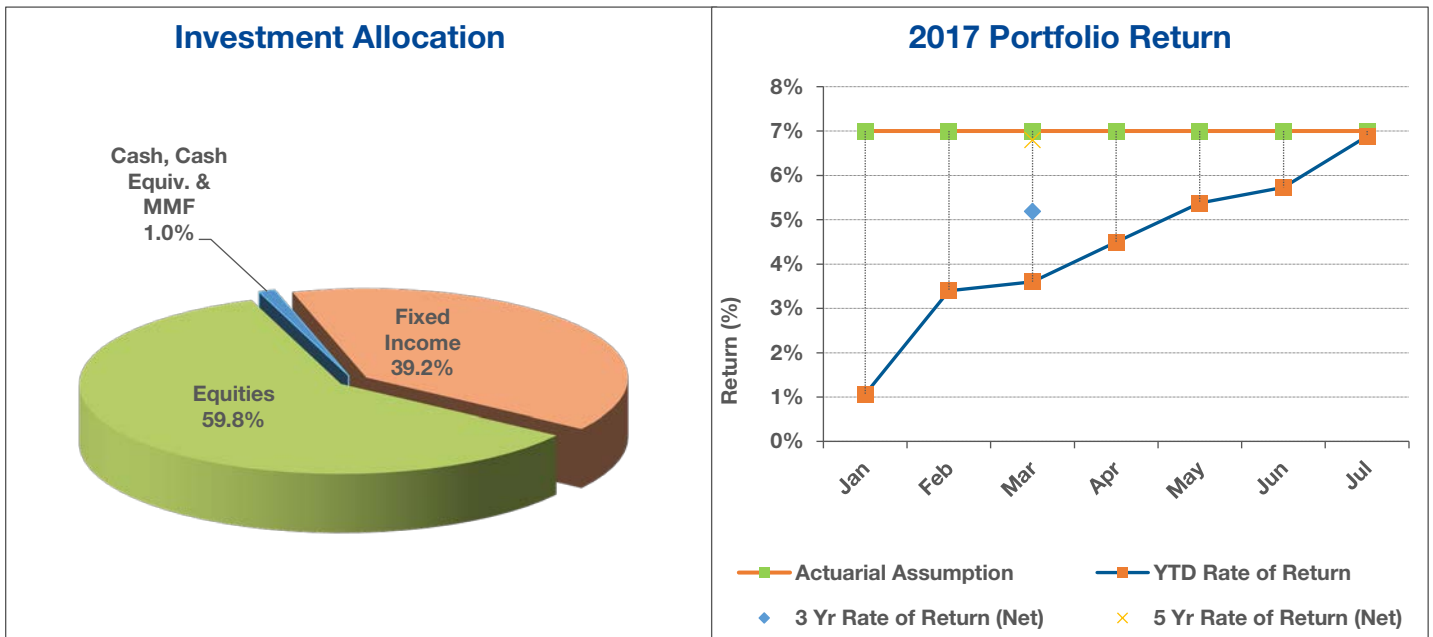 Investment Allocation
Cash, Cash
Equiv. &
MMF
1.0%
Fixed
Income
39.2%
Equities
59.8%
2017 Portfolio Return
8%
7%
6%
5%
4%
3%
2%
1%
0%
Return (%)
Jan
Feb
Mar
Apr
May
Jun
Jul
Actuarial Assumption
YTD Rate of Return
3 Yr Rate of Return (Net)
5 Yr Rate of Return (Net)